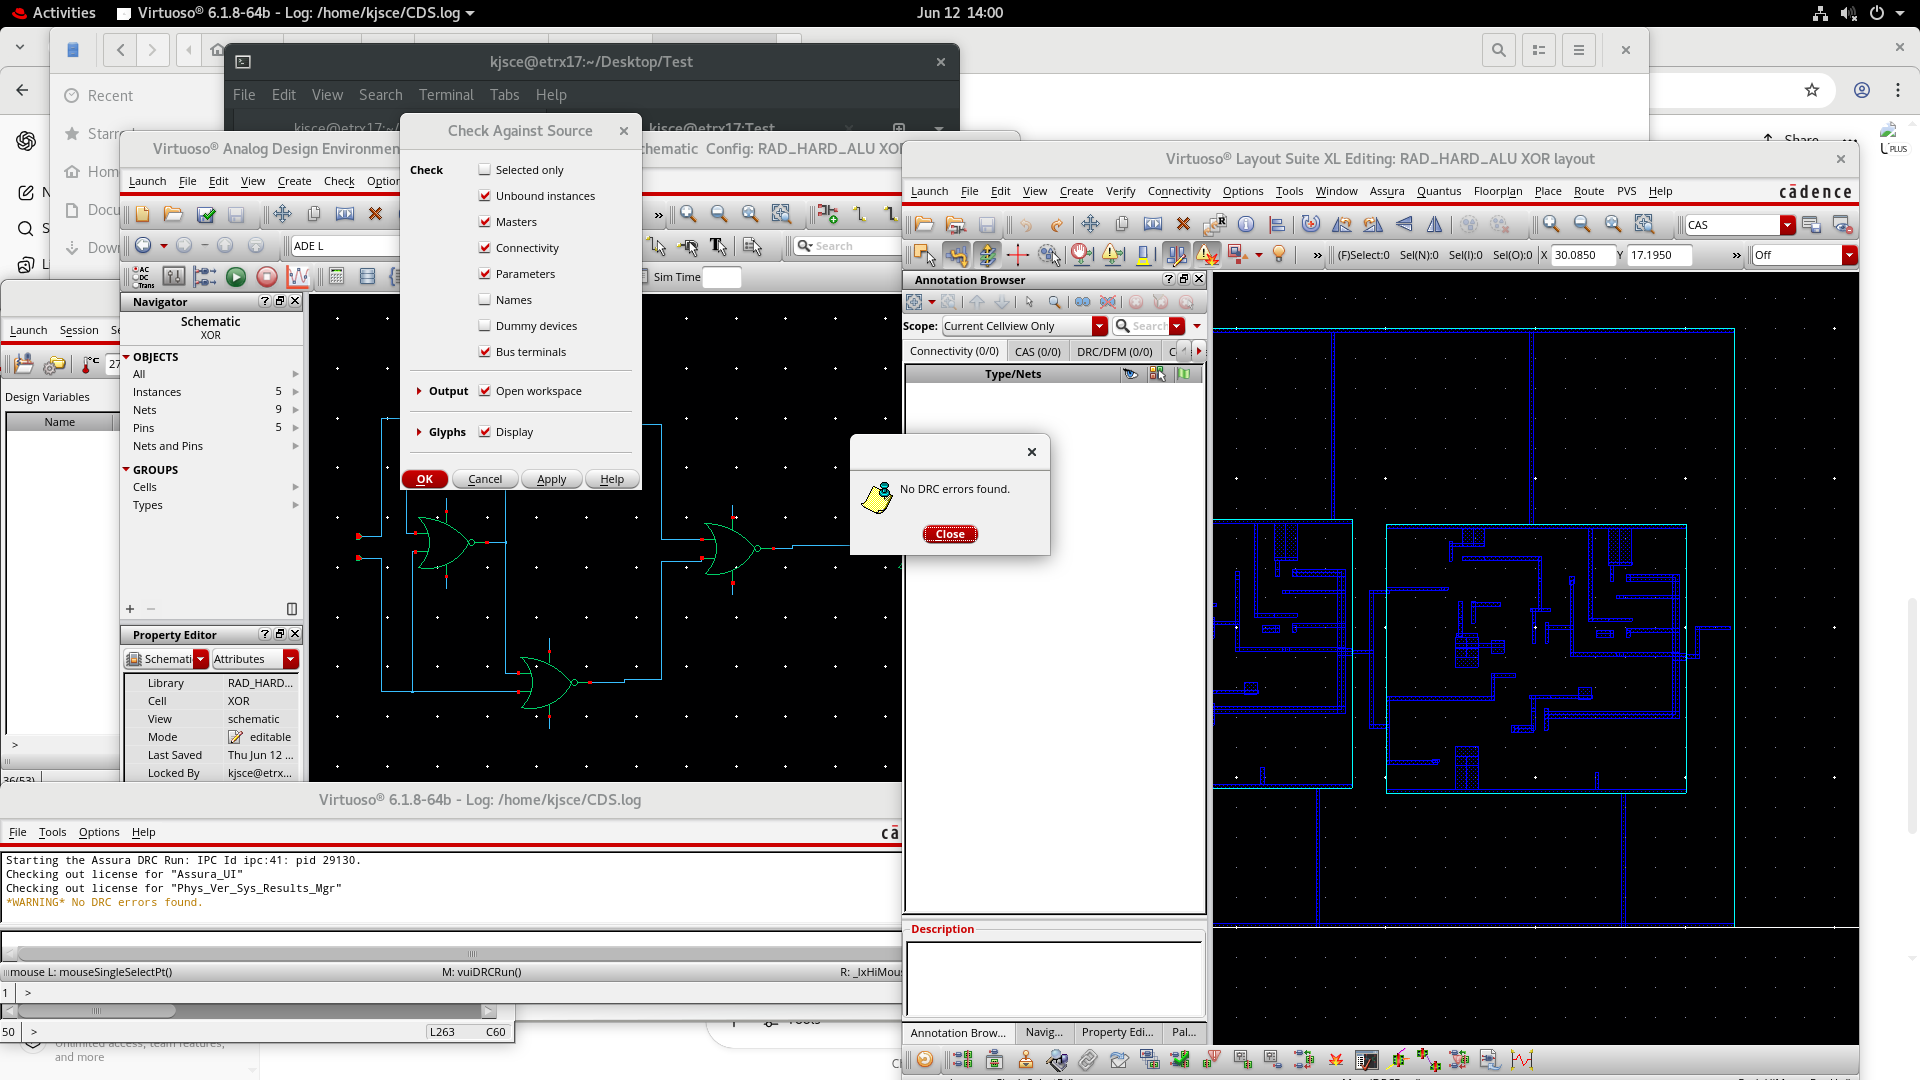 Activities
Virtuoso® 6.1.8-64b - Log: /home/kjsce/CDS.log
Jun 12 14:00
Recent
Home
kjsce@etrx17:~/Desktop/Test
File Edit View Search Terminal Tabs Help
kjsce@etrx17:Test
Share
PLUS
Virtuoso® Analog Design Environmen
Config: RAD_HARD_ALU XOR
Launch File Edit View Create Check
ADE L
Search
Sim Time
Navigator
Schematic
XOR
OBJECTS
All
Instances 5
Nets 9
Pins 5
Nets and Pins
GROUPS
Cells
Types
Property Editor
Attributes
Library RAD_HARD...
Cell XOR
View schematic
Mode editable
Last Saved Thu Jun 12 ...
Locked By kjsce@etrx...
Launch Session
27
Design Variables
Name
>
Check Against Source
Check
Selected only
Unbound instances
Masters
Connectivity
Parameters
Names
Dummy devices
Bus terminals
Output Open workspace
Glyphs Display
OK Cancel Apply Help
No DRC errors found.
Close
Virtuoso® Layout Suite XL Editing: RAD_HARD_ALU XOR layout
Launch File Edit View Create Verify Connectivity Options Tools Window Assura Quantus Floorplan Place Route PVS Help
cādence
CAS
(F)Select:0 Sel(N):0 Sel(I):0 Sel(O):0 X 30.0850 Y 17.1950
Off
Annotation Browser
Scope: Current Cellview Only
Search
Connectivity (0/0) CAS (0/0) DRC/DFM (0/0)
Type/Nets
Description
Annotation Brow... Navig... Property Edi... Pal...
Virtuoso® 6.1.8-64b - Log: /home/kjsce/CDS.log
File Tools Options Help
Starting the Assura DRC Run: IPC Id ipc:41: pid 29130.
Checking out license for "Assura_UI"
Checking out license for "Phys_Ver_Sys_Results_Mgr"
*WARNING* No DRC errors found.
mouse L: mouseSingleSelectPt()
M: vuiDRCRun()
R: _lxHiMous
1 >
50 >
L263 C60
Unlimited access, team features,
and more